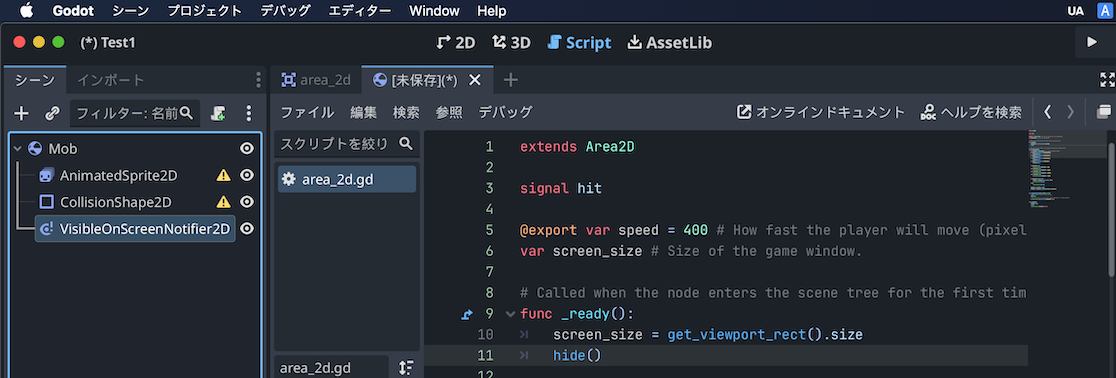 Godot シーン プロジェクト デバッグ エディター Window Help UA A
(*) Test1 2D 3D Script AssetLib
シーン インポート area_2d [未保存](*)
フィルター: 名前 ファイル 編集 検索 参照 デバッグ オンラインドキュメント ヘルプを検索
Mob
AnimatedSprite2D
CollisionShape2D
VisibleOnScreenNotifier2D
スクリプトを絞り
area_2d.gd
area_2d.gd
1 extends Area2D
2
3 signal hit
4
5 @export var speed = 400 # How fast the player will move (pixel
6 var screen_size # Size of the game window.
7
8 # Called when the node enters the scene tree for the first tim
9 func _ready():
10 screen_size = get_viewport_rect().size
11 hide()
12